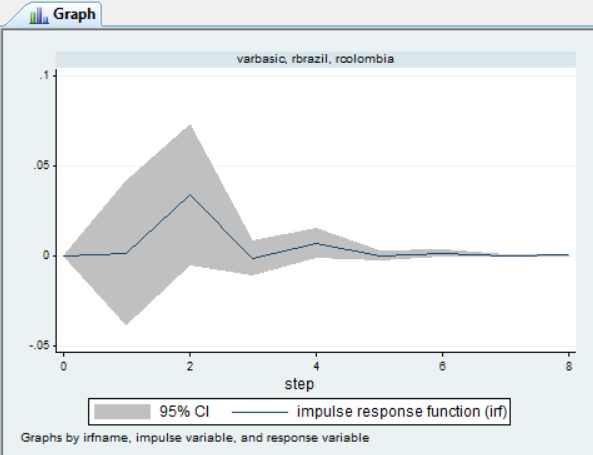 Graph
varbasic, rbrazil, rcolombia
.1
.05
0
-.05
0 2 4 6 8
step
95% CI impulse response function (irf)
Graphs by irfname, impulse variable, and response variable